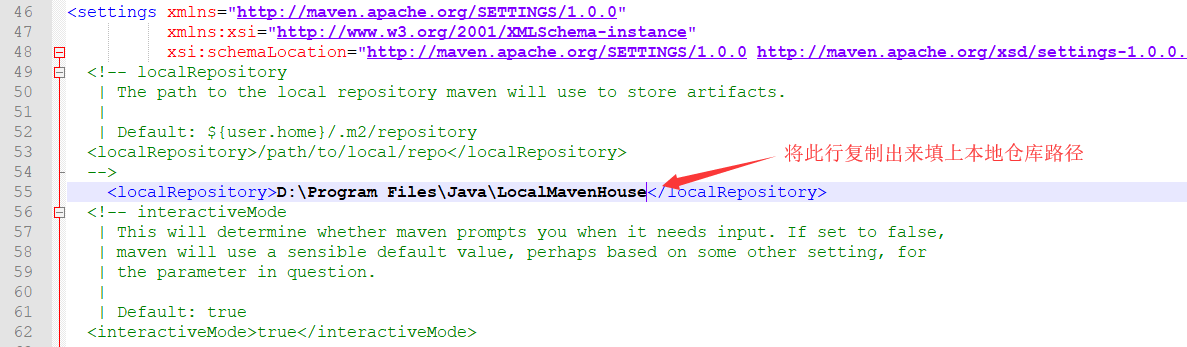 46 <settings xmlns="http://maven.apache.org/SETTINGS/1.0.0"
47 xmlns:xsi="http://www.w3.org/2001/XMLSchema-instance"
48 xsi:schemaLocation="http://maven.apache.org/SETTINGS/1.0.0 http://maven.apache.org/xsd/settings-1.0.0.
49 <!-- localRepository
50 | The path to the local repository maven will use to store artifacts.
51 |
52 | Default: ${user.home}/.m2/repository
53 <localRepository>/path/to/local/repo</localRepository>
将此行复制出来填上本地仓库路径
54 -->
55 <localRepository>D:\Program Files\Java\LocalMavenHouse</localRepository>
56 <!-- interactiveMode
57 | This will determine whether maven prompts you when it needs input. If set to false,
58 | maven will use a sensible default value, perhaps based on some other setting, for
59 | the parameter in question.
60 |
61 | Default: true
62 <interactiveMode>true</interactiveMode>